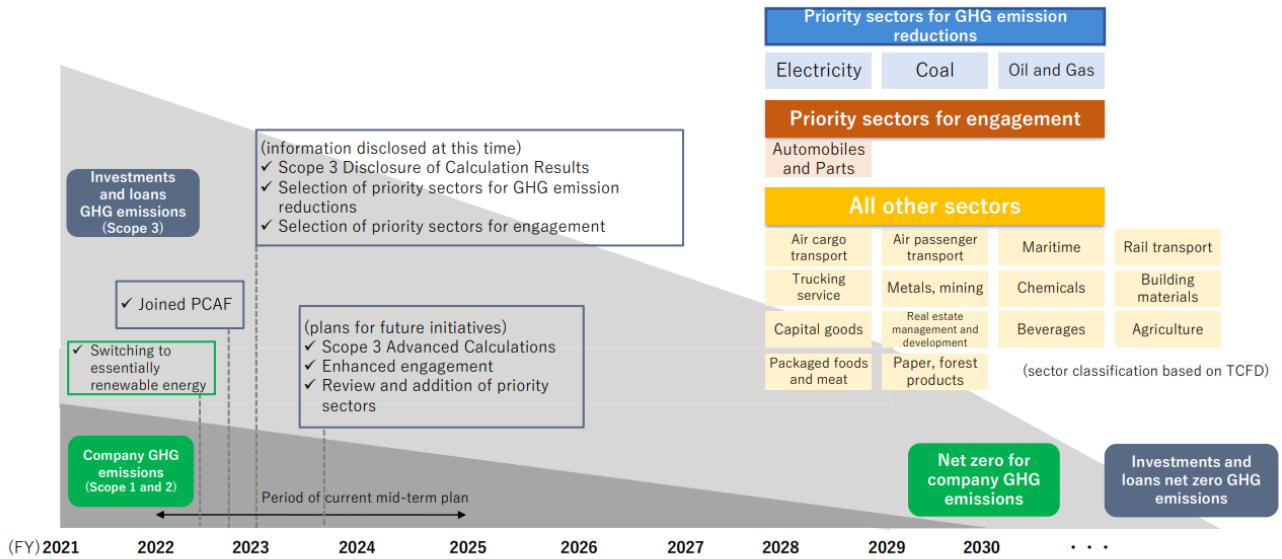 Priority sectors for GHG emission
reductions
Electricity
Coal
Oil and Gas
Priority sectors for engagement
Automobiles
and Parts
All other sectors
Air cargo
transport
Air passenger
transport
Maritime
Rail transport
Trucking
service
Metals, mining
Chemicals
Building
materials
Capital goods
Real estate
management and
development
Beverages
Agriculture
Packaged foods
and meat
Paper, forest
products
(sector classification based on TCFD)
(information disclosed at this time)
✓ Scope 3 Disclosure of Calculation Results
✓ Selection of priority sectors for GHG emission
reductions
✓ Selection of priority sectors for engagement
Investments
and loans
GHG emissions
(Scope 3)
✓ Joined PCAF
(plans for future initiatives)
✓ Scope 3 Advanced Calculations
✓ Enhanced engagement
✓ Review and addition of priority
sectors
✓ Switching to
essentially
renewable energy
Company GHG
emissions
(Scope 1 and 2)
Period of current mid-term plan
Net zero for
company GHG
emissions
Investments and
loans net zero GHG
emissions
(FY) 2021 2022 2023 2024 2025 2026 2027 2028 2029 2030 ・・・